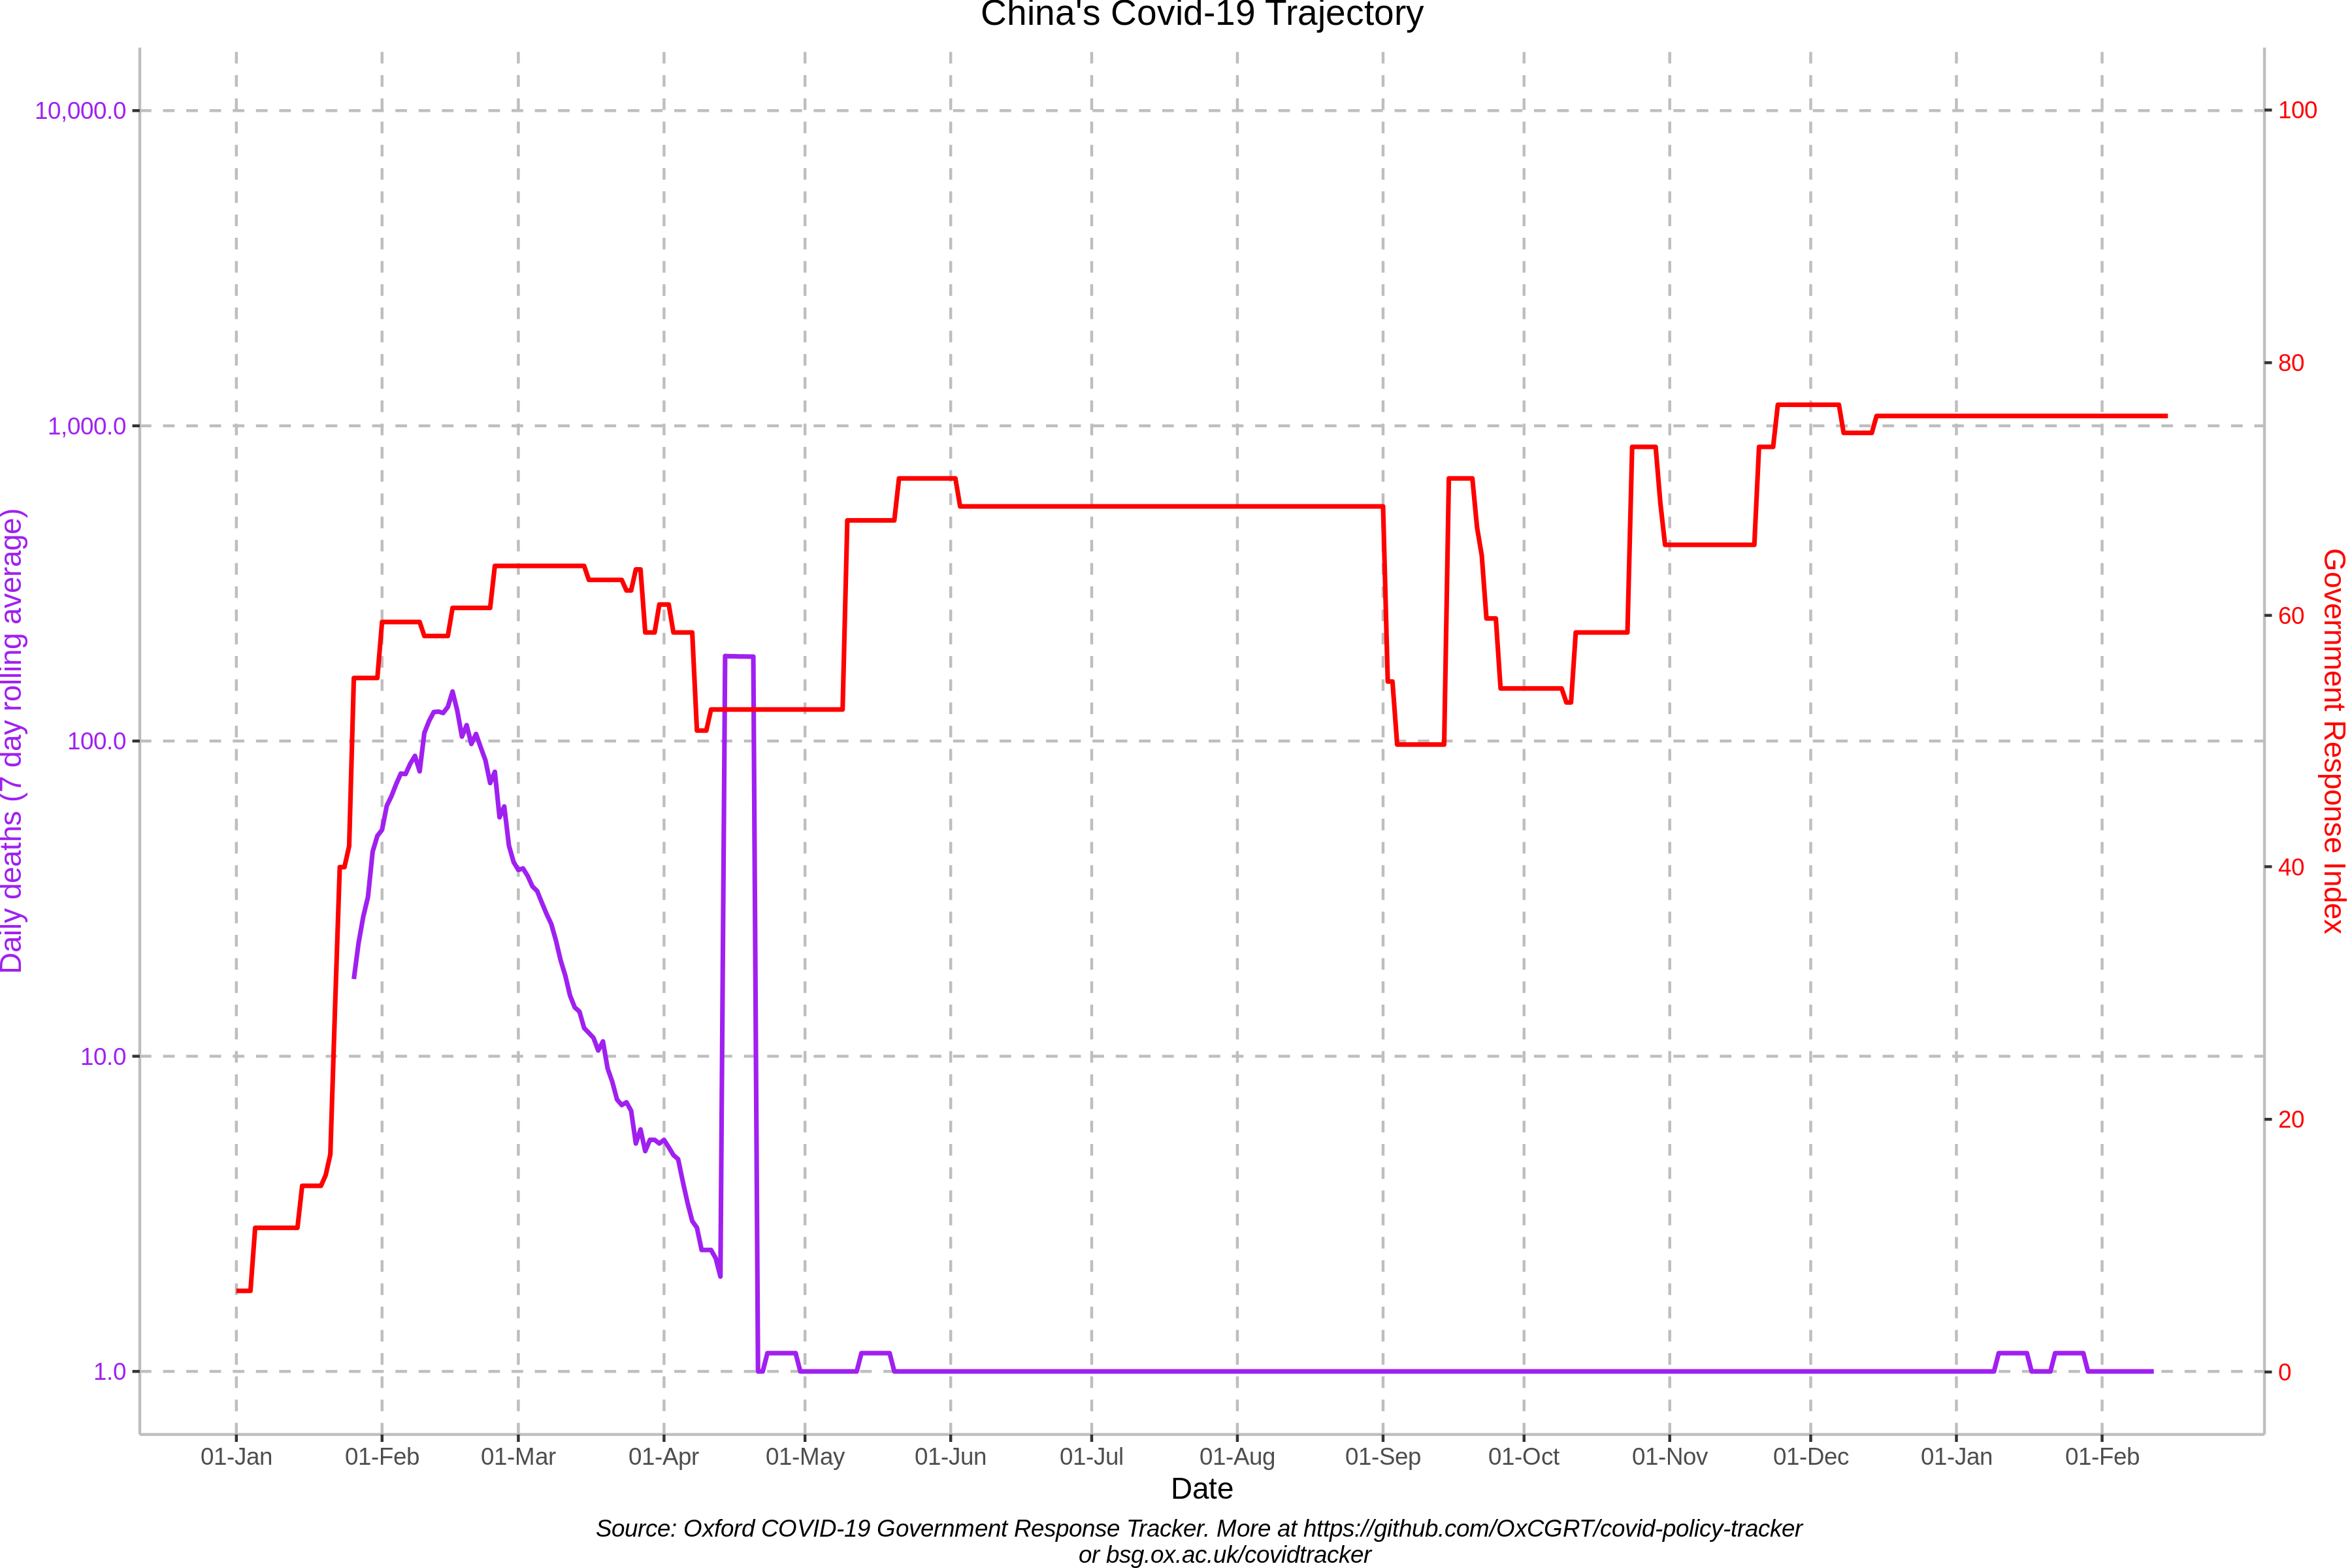 China's Covid-19 Trajectory
10,000.0
1,000.0
100.0
10.0
1.0
Daily deaths (7 day rolling average)
100
80
60
40
20
0
Government Response Index
01-Jan 01-Feb 01-Mar 01-Apr 01-May 01-Jun 01-Jul 01-Aug 01-Sep 01-Oct 01-Nov 01-Dec 01-Jan 01-Feb
Date
Source: Oxford COVID-19 Government Response Tracker. More at https://github.com/OxCGRT/covid-policy-tracker
or bsg.ox.ac.uk/covidtracker